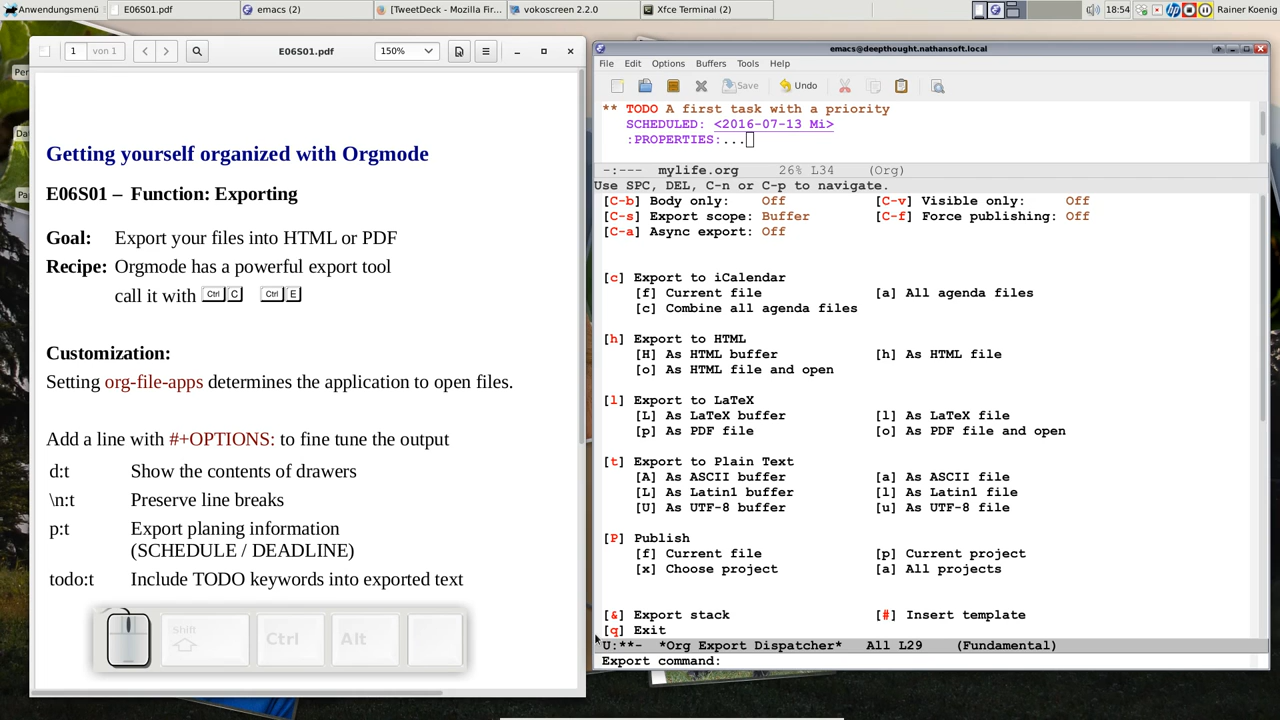 Anwendungsmenü E06S01.pdf emacs (2) [TweetDeck - Mozilla Fir... vokoscreen 2.2.0 Xfce Terminal (2) 18:54 Rainer Koenig
1 von 1 E06S01.pdf 150%
Getting yourself organized with Orgmode
E06S01 – Function: Exporting
Goal: Export your files into HTML or PDF
Recipe: Orgmode has a powerful export tool
call it with Ctrl C Ctrl E
Customization:
Setting org-file-apps determines the application to open files.
Add a line with #+OPTIONS: to fine tune the output
d:t Show the contents of drawers
\n:t Preserve line breaks
p:t Export planing information
(SCHEDULE / DEADLINE)
todo:t Include TODO keywords into exported text
Shift Ctrl Alt
emacs@deepthought.nathansoft.local
File Edit Options Buffers Tools Help
Save Undo
** TODO A first task with a priority
SCHEDULED: <2016-07-13 Mi>
:PROPERTIES:...
-:--- mylife.org 26% L34 (Org)
Use SPC, DEL, C-n or C-p to navigate.
[C-b] Body only: Off [C-v] Visible only: Off
[C-s] Export scope: Buffer [C-f] Force publishing: Off
[C-a] Async export: Off
[c] Export to iCalendar
[f] Current file [a] All agenda files
[c] Combine all agenda files
[h] Export to HTML
[H] As HTML buffer [h] As HTML file
[o] As HTML file and open
[l] Export to LaTeX
[L] As LaTeX buffer [l] As LaTeX file
[p] As PDF file [o] As PDF file and open
[t] Export to Plain Text
[A] As ASCII buffer [a] As ASCII file
[L] As Latin1 buffer [l] As Latin1 file
[U] As UTF-8 buffer [u] As UTF-8 file
[P] Publish
[f] Current file [p] Current project
[x] Choose project [a] All projects
[&] Export stack [#] Insert template
[q] Exit
U:**- *Org Export Dispatcher* All L29 (Fundamental)
Export command: